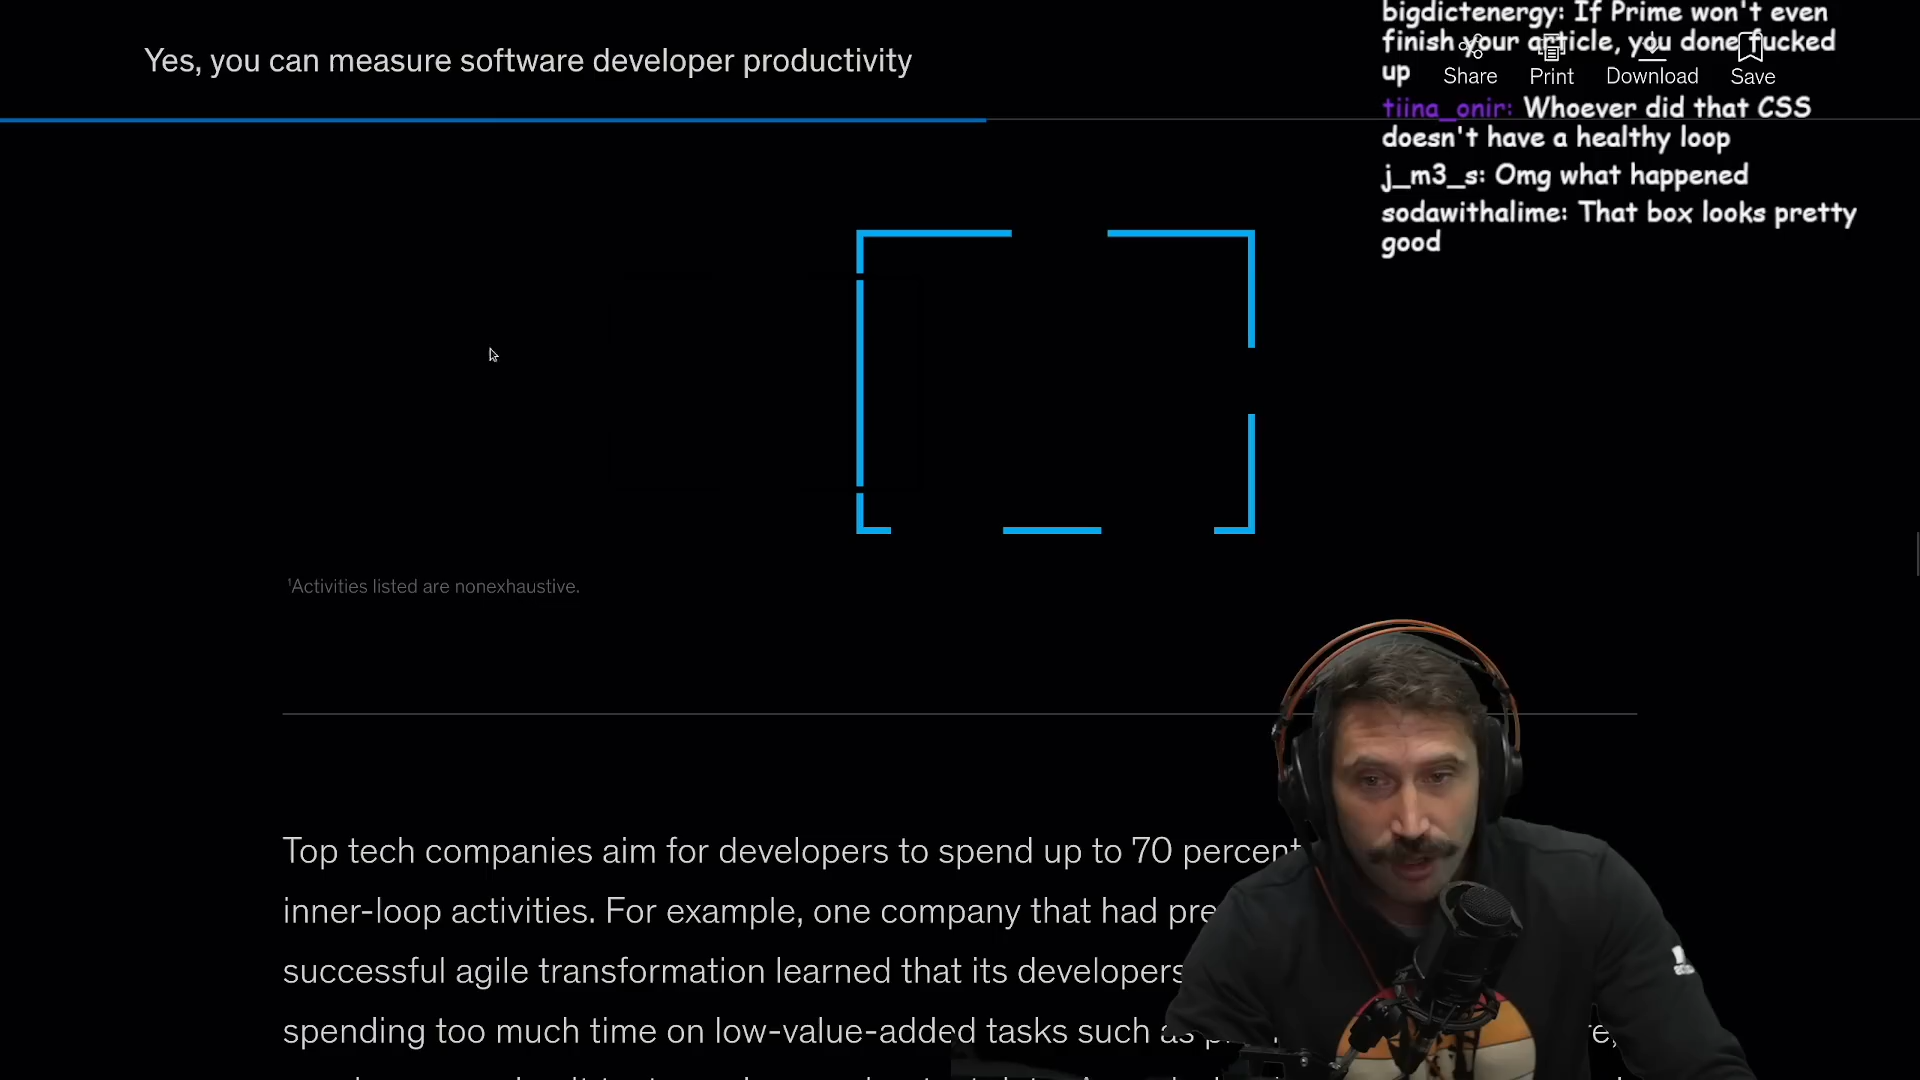 Yes, you can measure software developer productivity
bigdictenergy: If Prime won't even
finish your article, you done fucked
up
Share Print Download Save
tiina_onir: Whoever did that CSS
doesn't have a healthy loop
j_m3_s: Omg what happened
sodawithalime: That box looks pretty
good
¹Activities listed are nonexhaustive.
Top tech companies aim for developers to spend up to 70 percent
inner-loop activities. For example, one company that had
successful agile transformation learned that its developers
spending too much time on low-value-added tasks such as